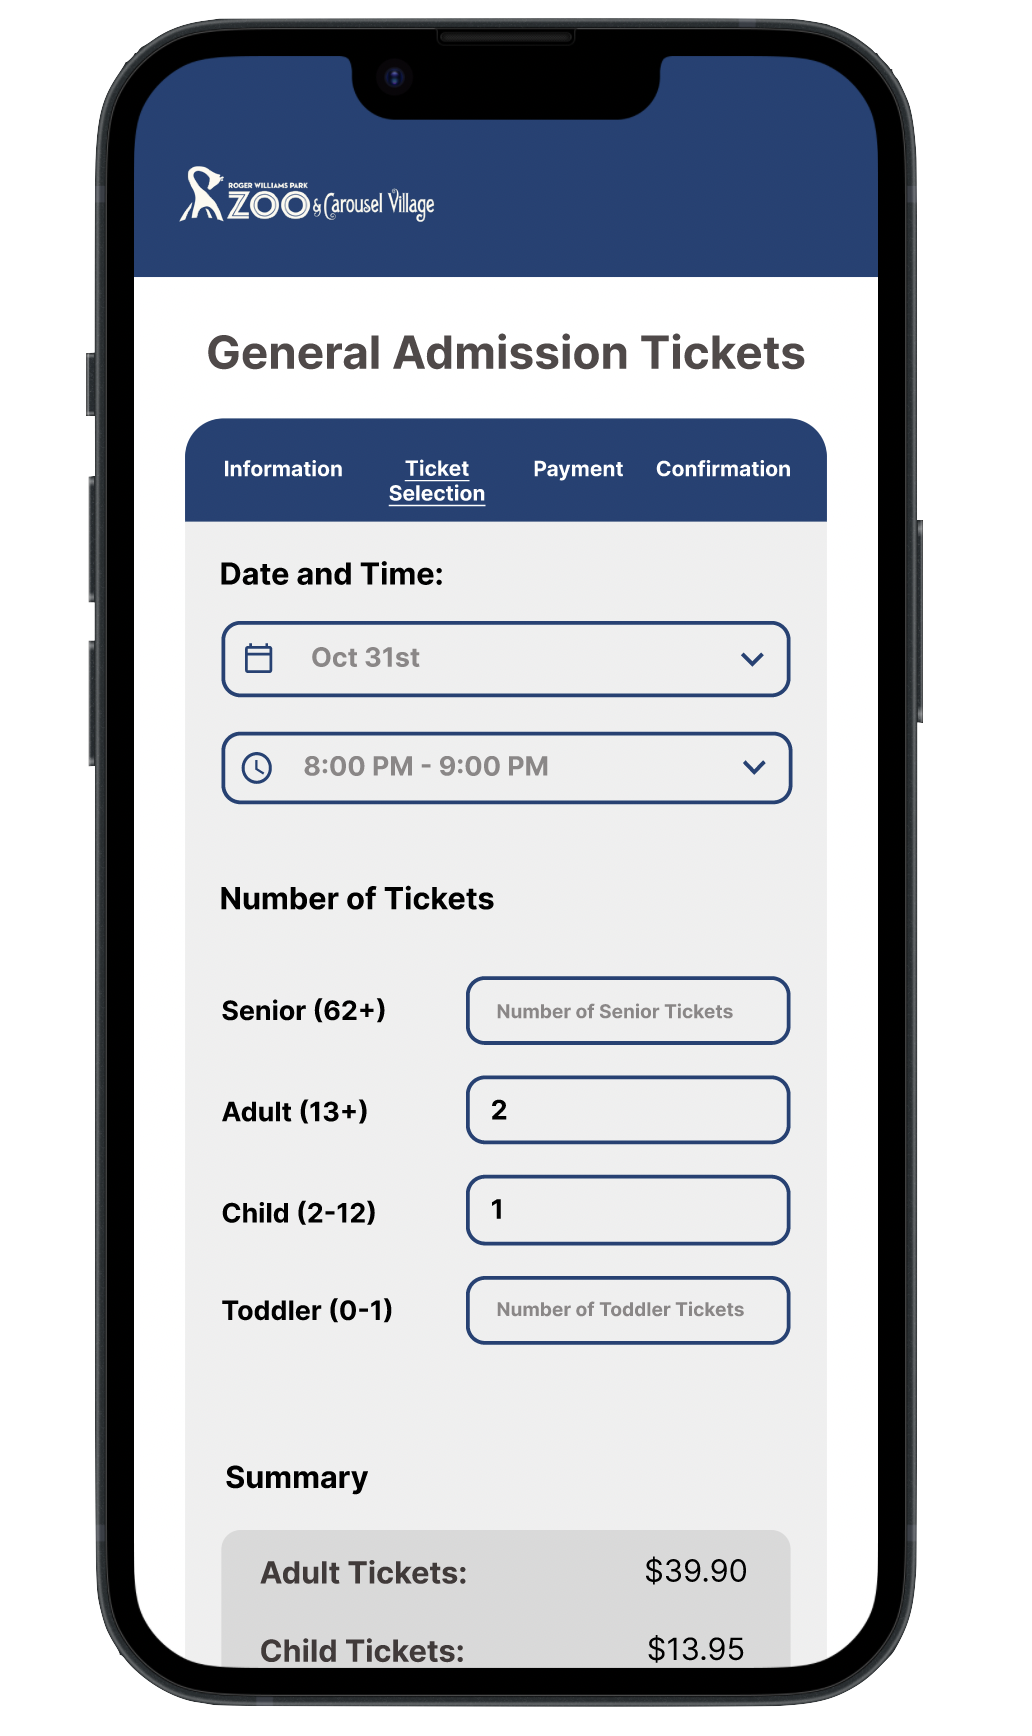 ROGER WILLIAMS PARK
ZOO & Carousel Village
General Admission Tickets
Information Ticket Selection Payment Confirmation
Date and Time:
Oct 31st
8:00 PM - 9:00 PM
Number of Tickets
Senior (62+) Number of Senior Tickets
Adult (13+) 2
Child (2-12) 1
Toddler (0-1) Number of Toddler Tickets
Summary
Adult Tickets: $39.90
Child Tickets: $13.95